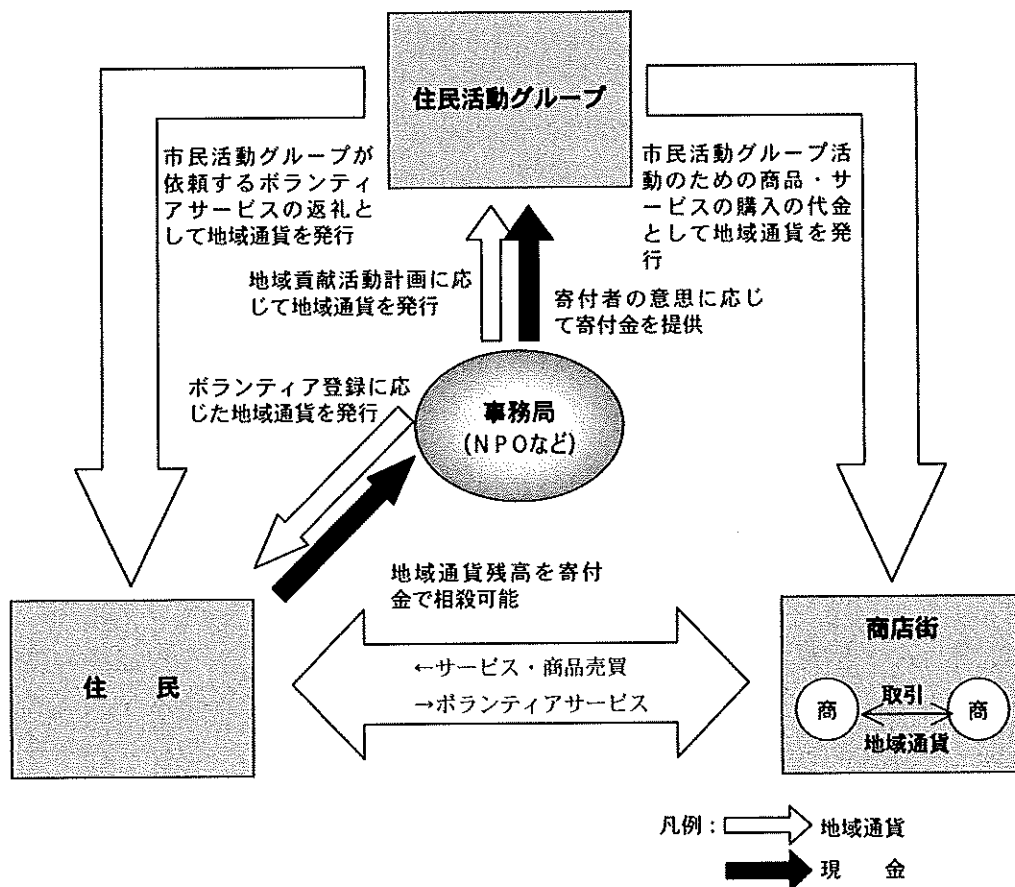 住民活動グループ
市民活動グループが
依頼するボランティ
アサービスの返礼と
して地域通貨を発行
市民活動グループ活
動のための商品・サ
ービスの購入の代金
として地域通貨を発
行
地域貢献活動計画に応
じて地域通貨を発行
寄付者の意思に応じ
て寄付金を提供
ボランティア登録に応
じた地域通貨を発行
事務局
(NPOなど)
地域通貨残高を寄付
金で相殺可能
住 民
←サービス・商品売買
→ボランティアサービス
商店街
商 取引 商
地域通貨
凡例: 地域通貨
現 金